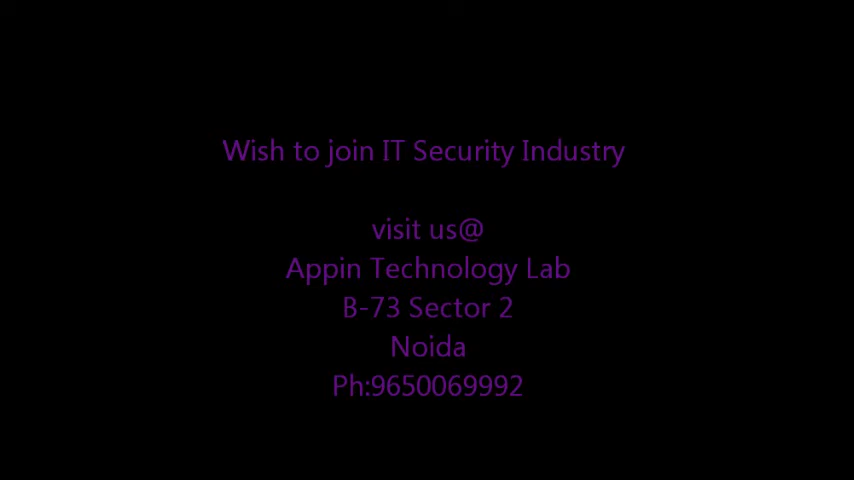 Wish to join IT Security Industry
visit us@
Appin Technology Lab
B-73 Sector 2
Noida
Ph:9650069992